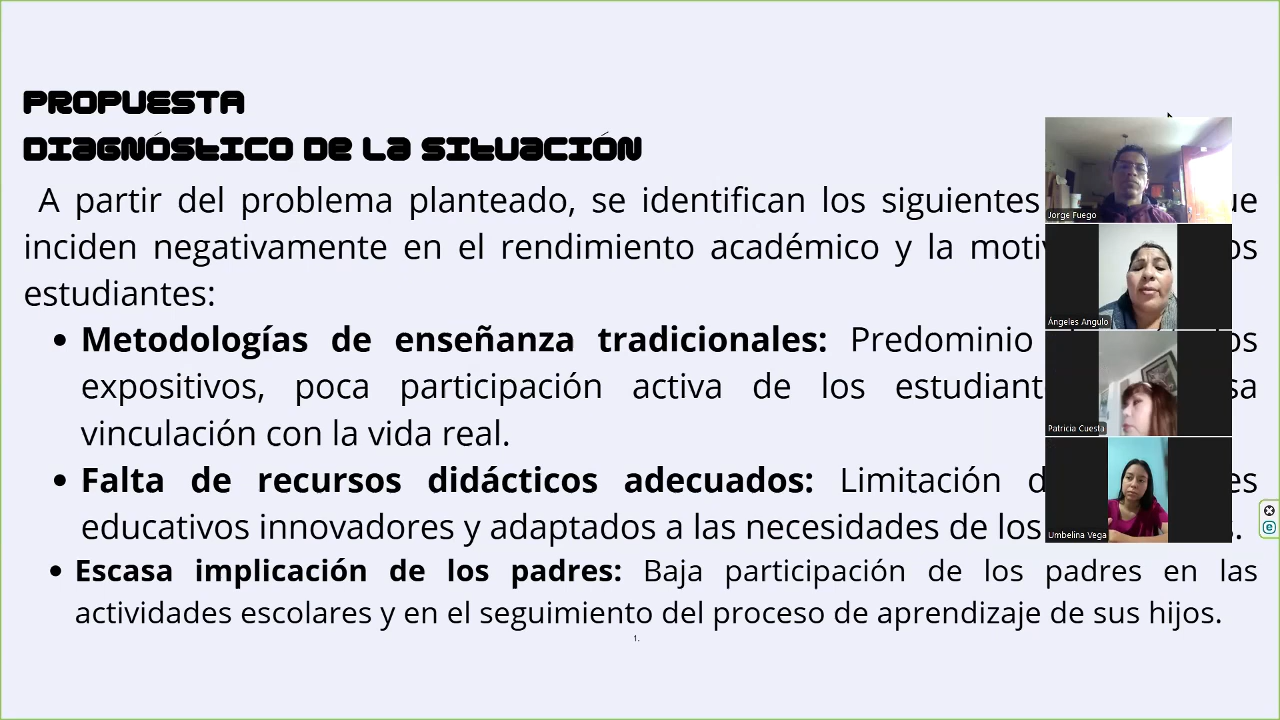 PROPUESTA
DIAGNÓSTICO DE LA SITUACIÓN
A partir del problema planteado, se identifican los siguientes ue
inciden negativamente en el rendimiento académico y la motiv os
estudiantes:
• Metodologías de enseñanza tradicionales: Predominio os
expositivos, poca participación activa de los estudiant sa
vinculación con la vida real.
• Falta de recursos didácticos adecuados: Limitación d es
educativos innovadores y adaptados a las necesidades de los .
• Escasa implicación de los padres: Baja participación de los padres en las
actividades escolares y en el seguimiento del proceso de aprendizaje de sus hijos.
1.
Jorge Fuego
Ángeles Angulo
Patricia Cuesta
Umbelina Vega